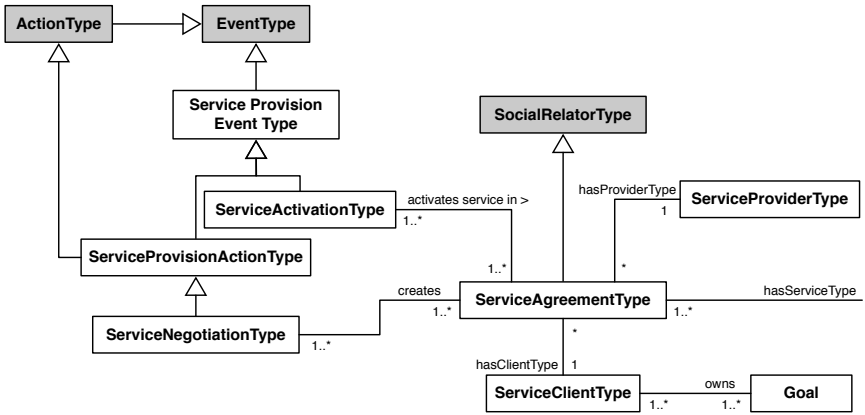 ActionType
EventType
Service Provision
Event Type
SocialRelatorType
hasProviderType
ServiceProviderType
1
ServiceActivationType
activates service in >
1..*
ServiceProvisionActionType
1..*
*
creates
ServiceAgreementType
hasServiceType
1..*
1..*
ServiceNegotiationType
1..*
*
hasClientType
1
ServiceClientType
owns
Goal
1..*
1..*